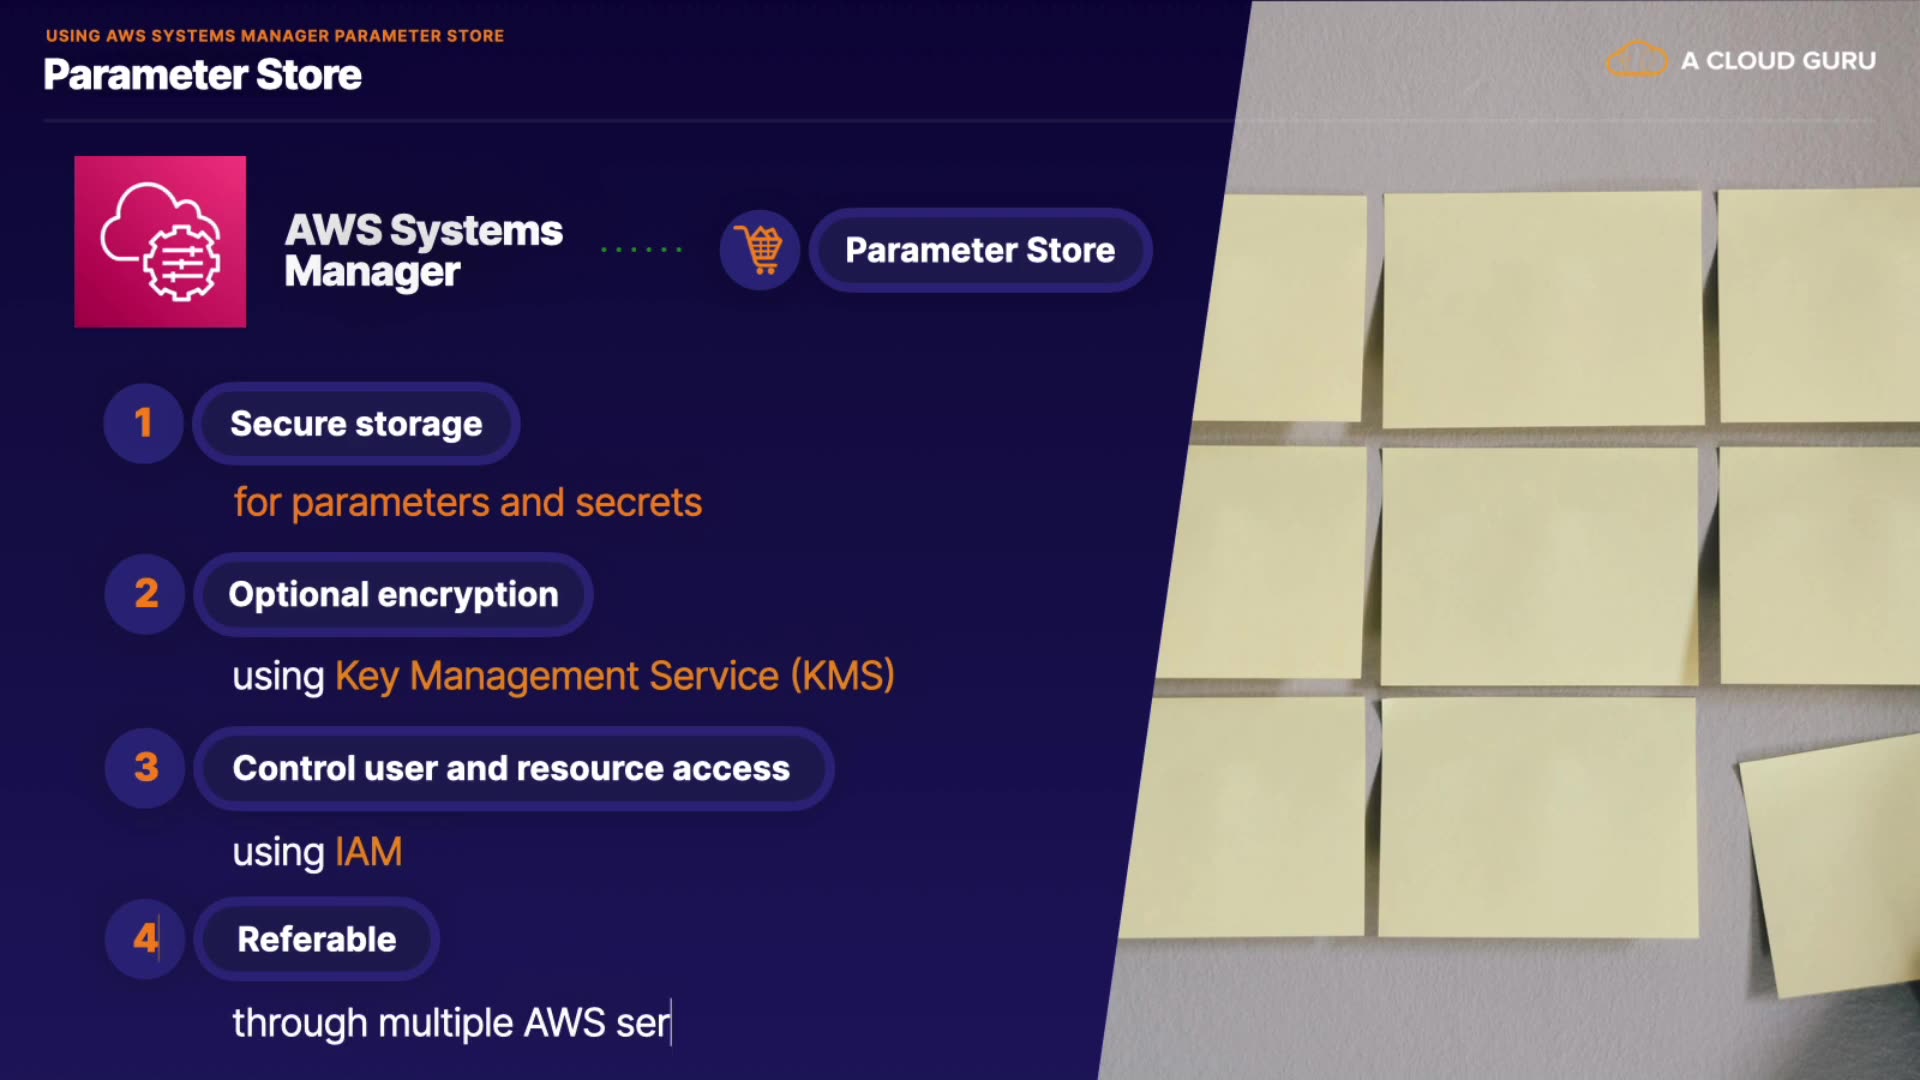 USING AWS SYSTEMS MANAGER PARAMETER STORE
Parameter Store
A CLOUD GURU
AWS Systems
Manager
Parameter Store
1
Secure storage
for parameters and secrets
2
Optional encryption
using Key Management Service (KMS)
3
Control user and resource access
using IAM
4
Referable
through multiple AWS ser